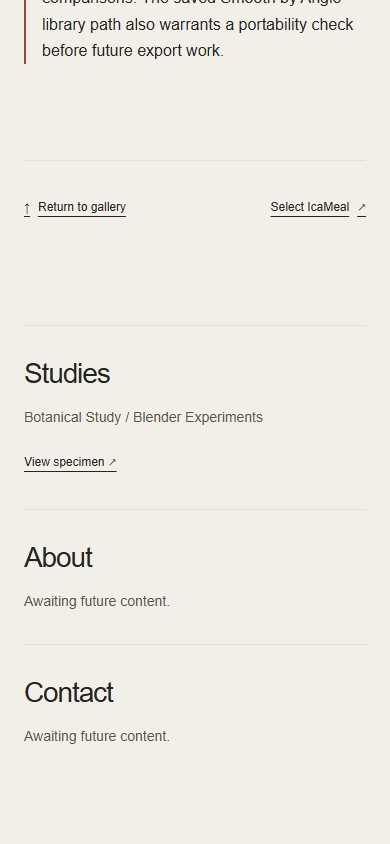 comparisons. The saved Smooth by Angle
library path also warrants a portability check
before future export work.
↑ Return to gallery
Select IcaMeal ↗
Studies
Botanical Study / Blender Experiments
View specimen ↗
About
Awaiting future content.
Contact
Awaiting future content.